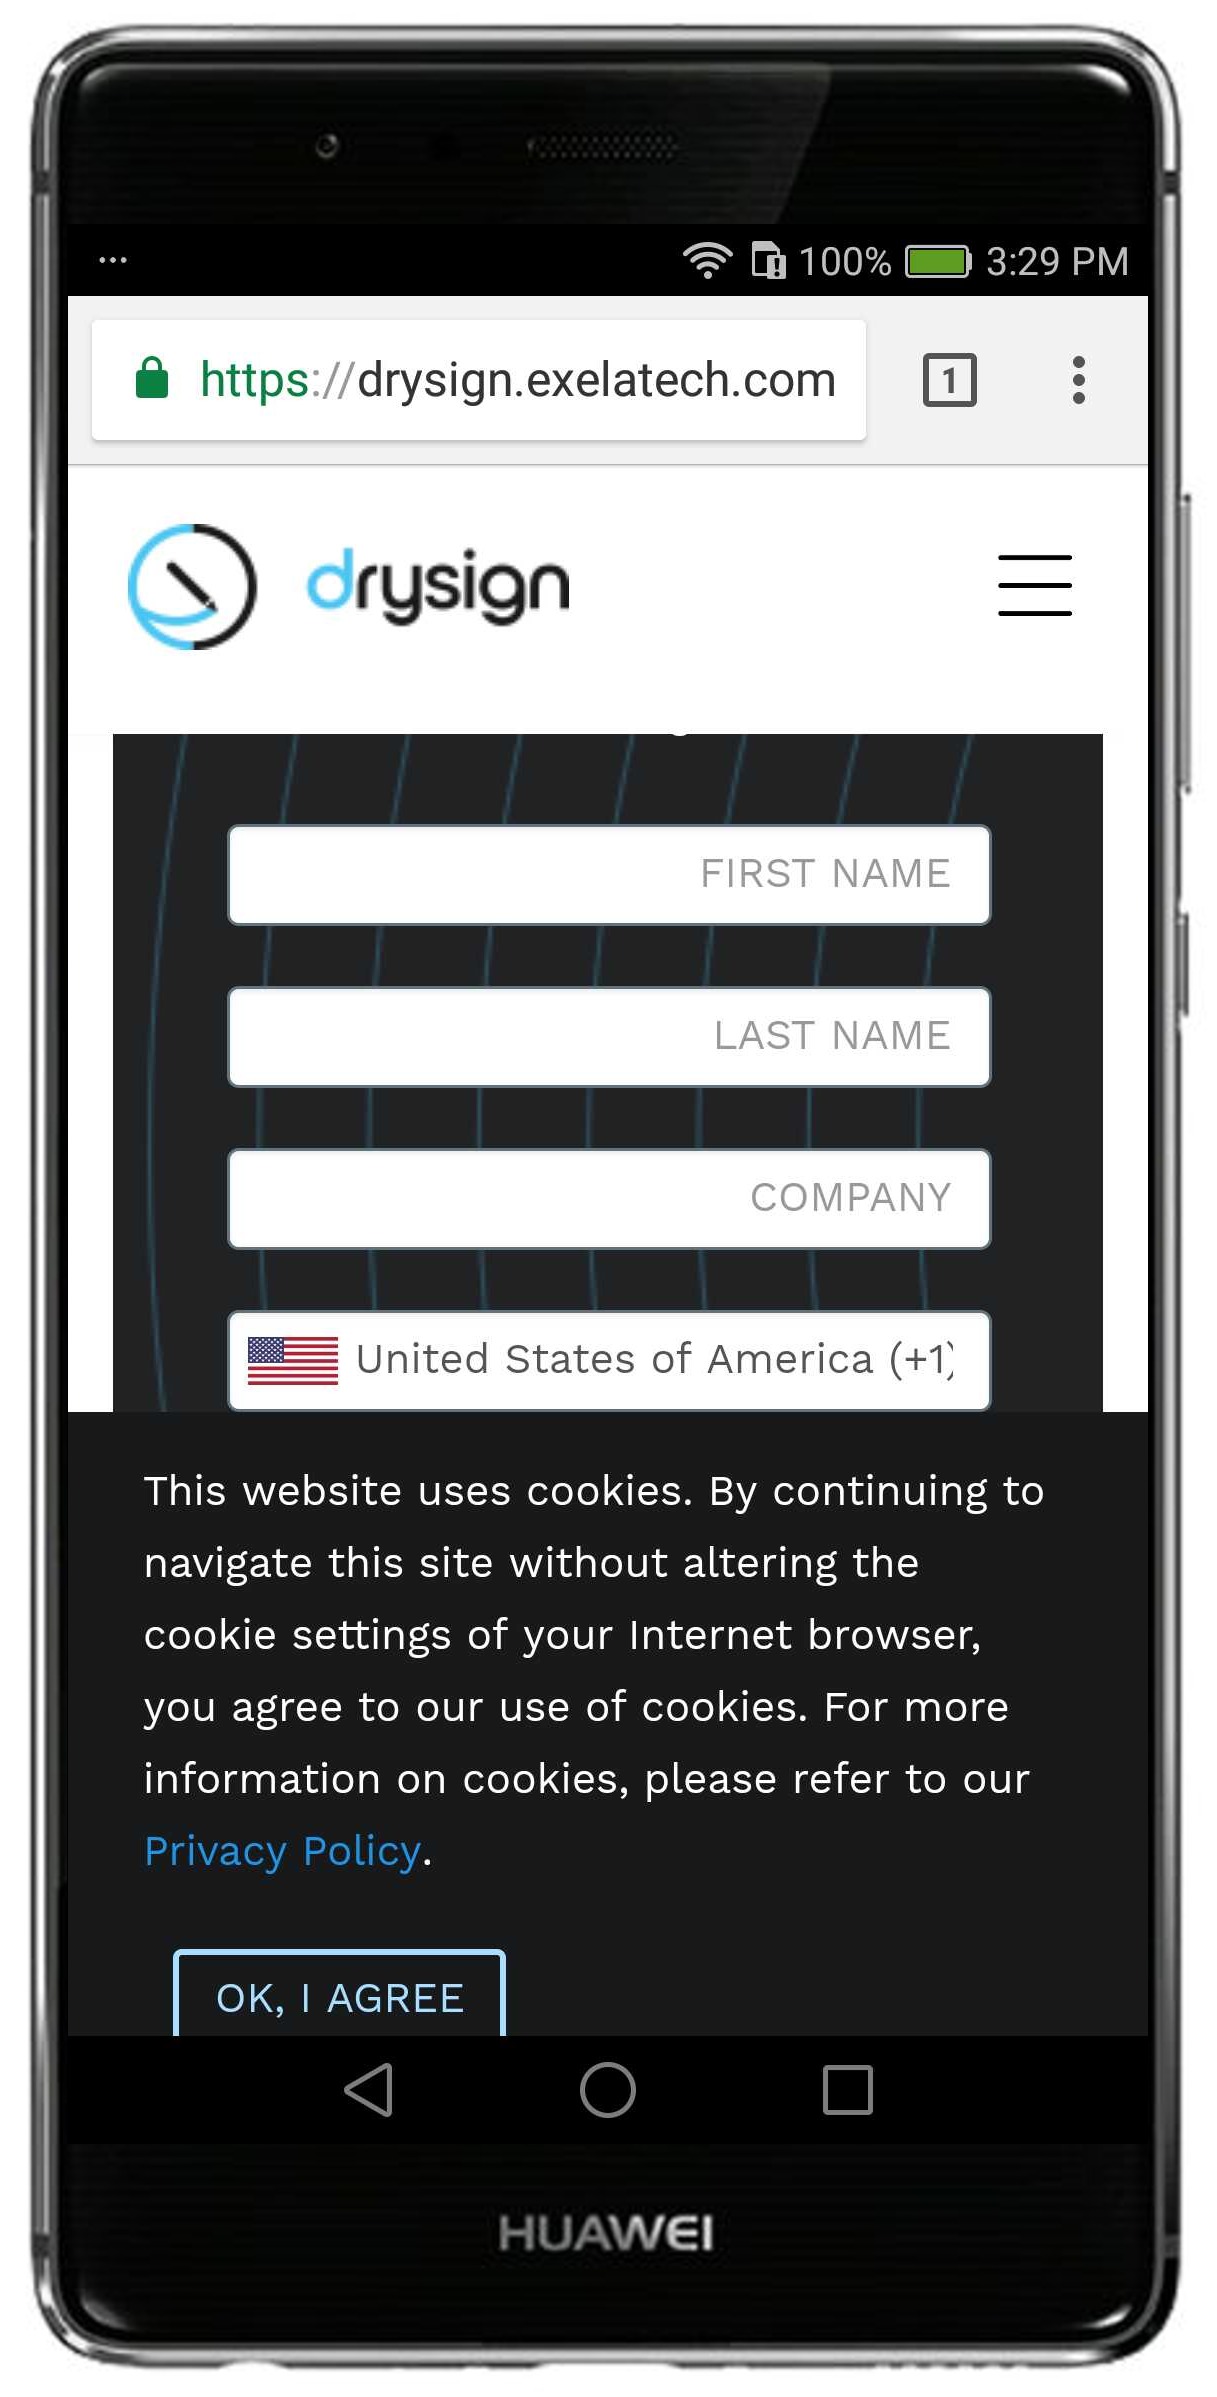 100% 3:29 PM
https://drysign.exelatech.com 1
drysign
FIRST NAME
LAST NAME
COMPANY
United States of America (+1)
This website uses cookies. By continuing to
navigate this site without altering the
cookie settings of your Internet browser,
you agree to our use of cookies. For more
information on cookies, please refer to our
Privacy Policy.
OK, I AGREE
HUAWEI